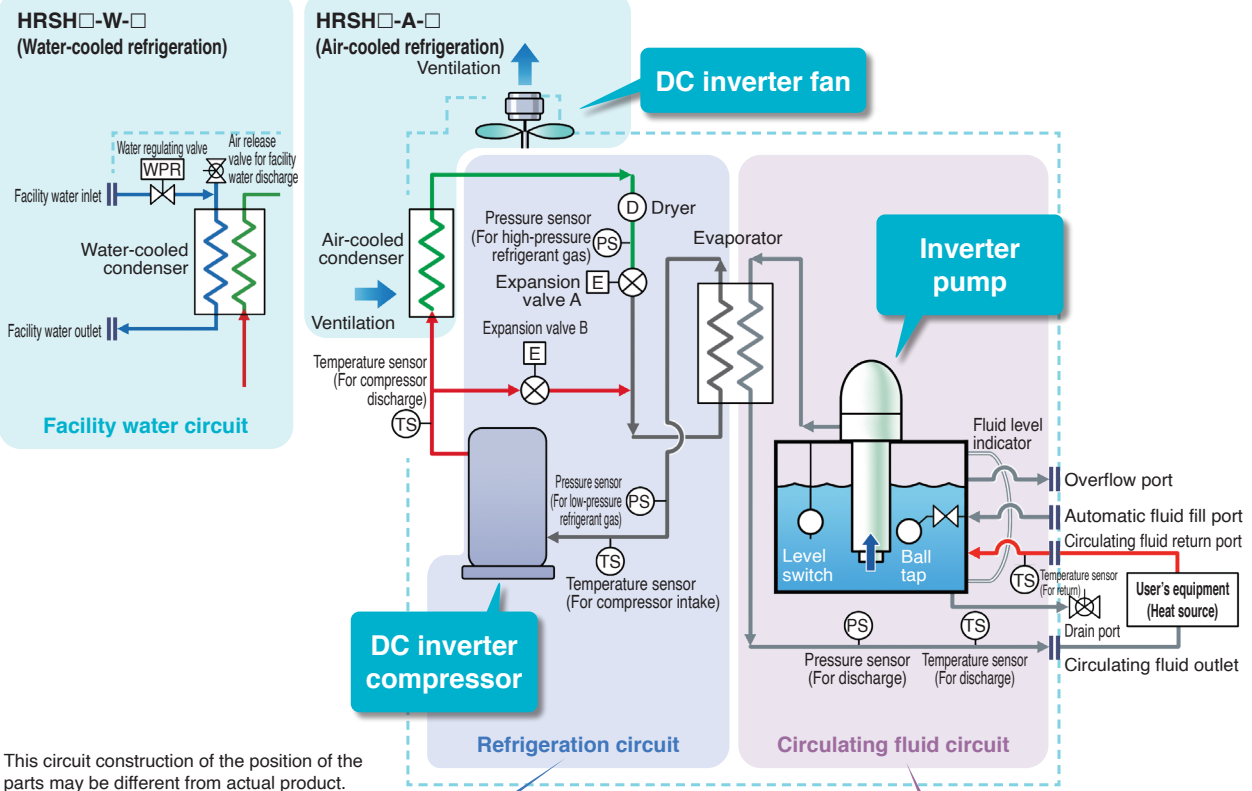 HRSH□-W-□
(Water-cooled refrigeration)
Water regulating valve
WPR
Air release
valve for facility
water discharge
Facility water inlet
Water-cooled
condenser
Facility water outlet
Facility water circuit
HRSH□-A-□
(Air-cooled refrigeration)
Ventilation
DC inverter fan
D
Dryer
Pressure sensor
(For high-pressure
refrigerant gas)
PS
Air-cooled
condenser
Ventilation
Expansion
valve A
E
Expansion valve B
E
Evaporator
Temperature sensor
(For compressor
discharge)
TS
Pressure sensor
(For low-pressure
refrigerant gas)
PS
TS
Temperature sensor
(For compressor intake)
DC inverter
compressor
Refrigeration circuit
Inverter
pump
Fluid level
indicator
Level
switch
Ball
tap
Overflow port
Automatic fluid fill port
Circulating fluid return port
TS
Temperature sensor
(For return)
User's equipment
(Heat source)
Drain port
PS
Pressure sensor
(For discharge)
TS
Temperature sensor
(For discharge)
Circulating fluid outlet
Circulating fluid circuit
This circuit construction of the position of the
parts may be different from actual product.